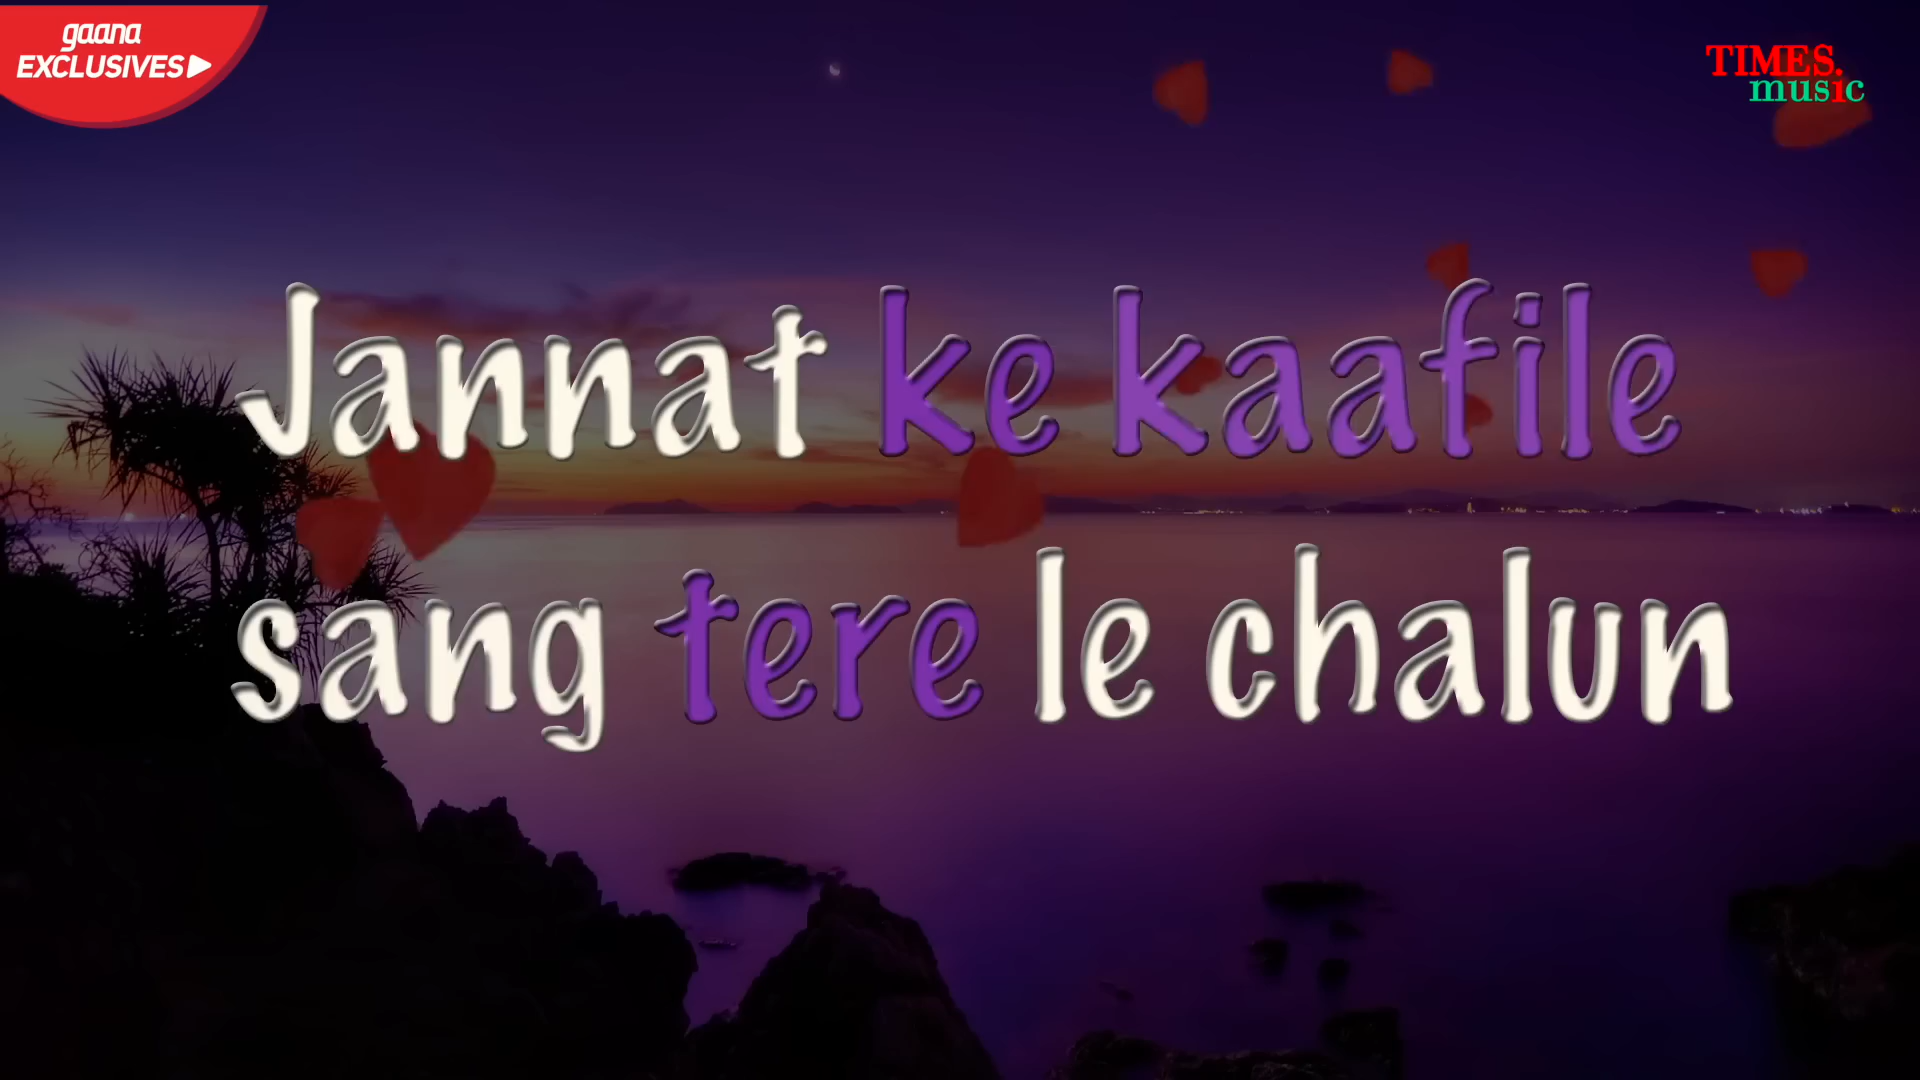 gaana
EXCLUSIVES
TIMES.
music
Jannat ke kaafile
sang tere le chalun